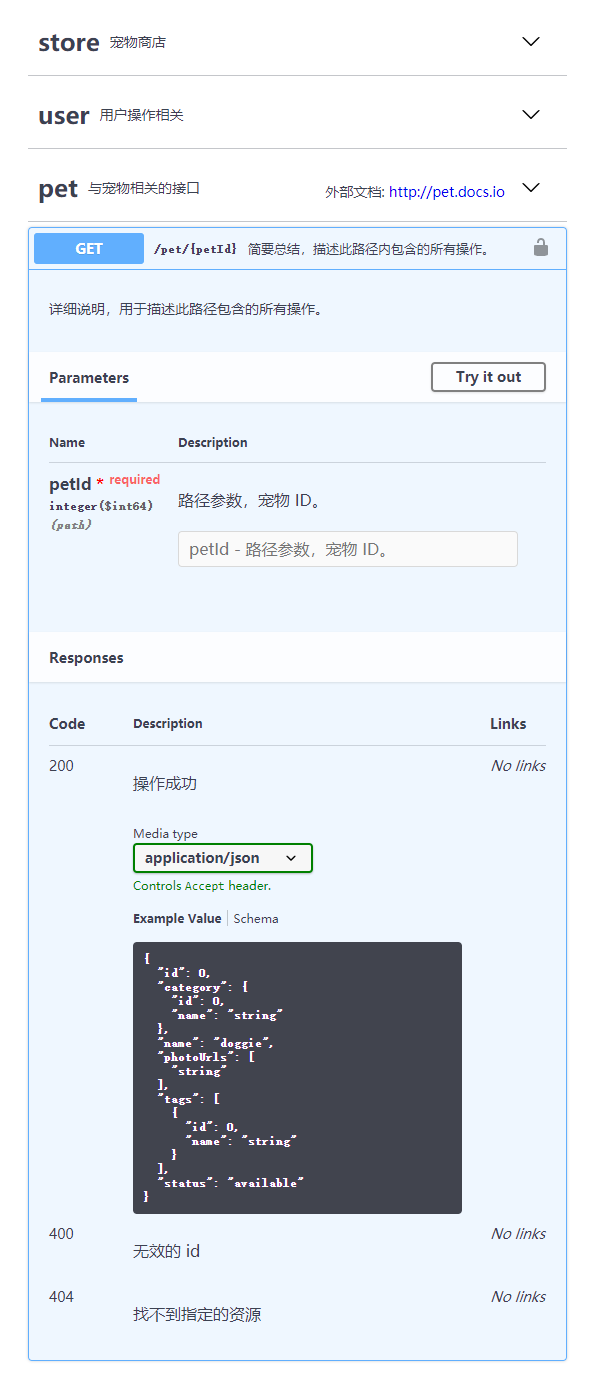 store 宠物商店
user 用户操作相关
pet 与宠物相关的接口 外部文档: http://pet.docs.io
GET /pet/{petId} 简要总结，描述此路径内包含的所有操作。
详细说明，用于描述此路径包含的所有操作。
Parameters Try it out
Name Description
petId * required
integer($int64)
(path)
路径参数，宠物 ID。
petId - 路径参数，宠物 ID。
Responses
Code Description Links
200 No links
操作成功
Media type
application/json
Controls Accept header.
Example Value Schema
{
  "id": 0,
  "category": {
    "id": 0,
    "name": "string"
  },
  "name": "doggie",
  "photoUrls": [
    "string"
  ],
  "tags": [
    {
      "id": 0,
      "name": "string"
    }
  ],
  "status": "available"
}
400 No links
无效的 id
404 No links
找不到指定的资源